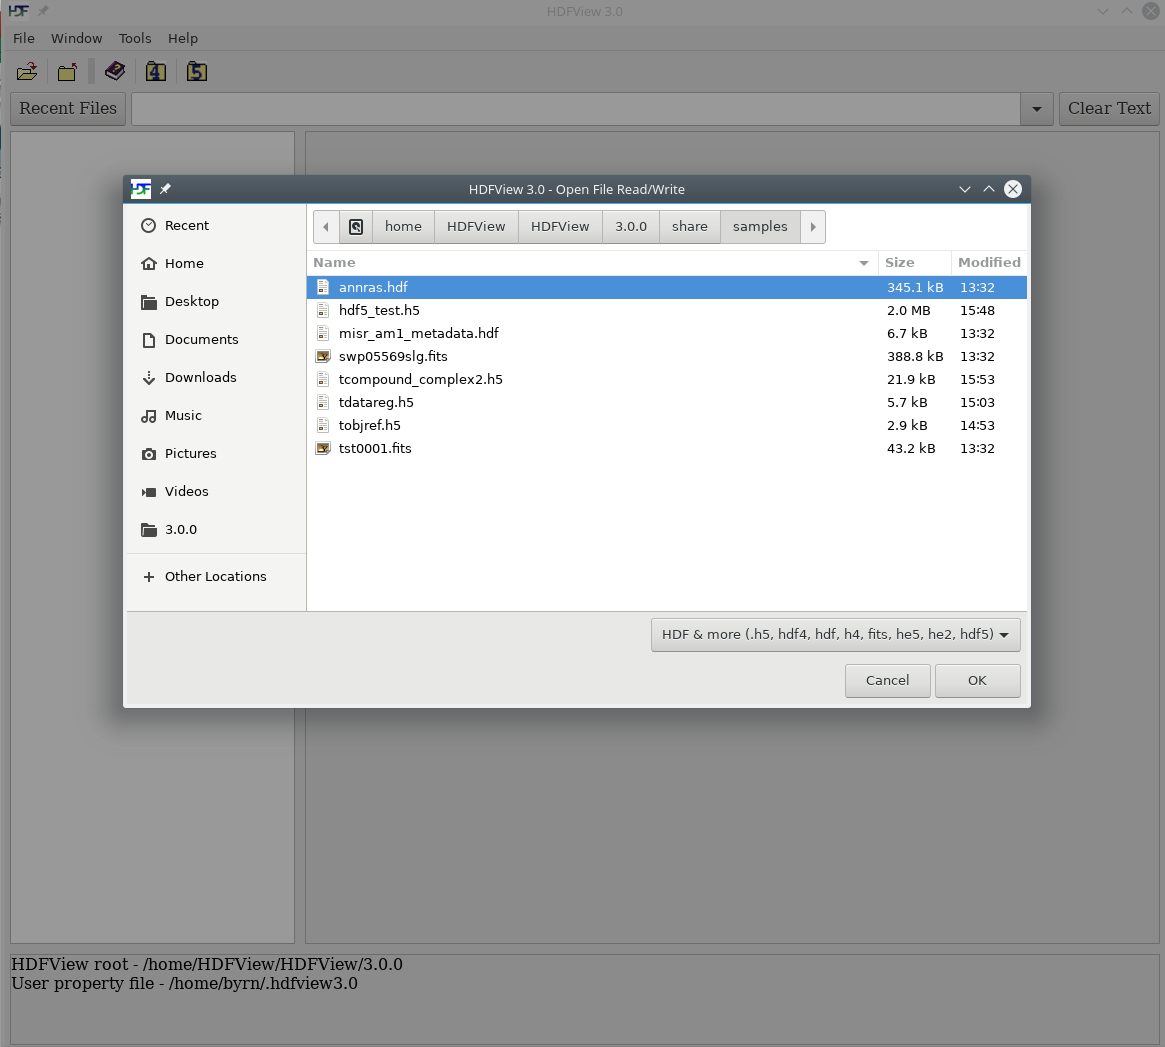 HDFView 3.0
File Window Tools Help
4 5
Recent Files Clear Text
HDF HDFView 3.0 - Open File Read/Write
Recent
Home
Desktop
Documents
Downloads
Music
Pictures
Videos
3.0.0
Other Locations
home HDFView HDFView 3.0.0 share samples
Name Size Modified
annras.hdf 345.1 kB 13:32
hdf5_test.h5 2.0 MB 15:48
misr_am1_metadata.hdf 6.7 kB 13:32
swp05569slg.fits 388.8 kB 13:32
tcompound_complex2.h5 21.9 kB 15:53
tdatareg.h5 5.7 kB 15:03
tobjref.h5 2.9 kB 14:53
tst0001.fits 43.2 kB 13:32
HDF & more (.h5, hdf4, hdf, h4, fits, he5, he2, hdf5)
Cancel OK
HDFView root - /home/HDFView/HDFView/3.0.0
User property file - /home/byrn/.hdfview3.0